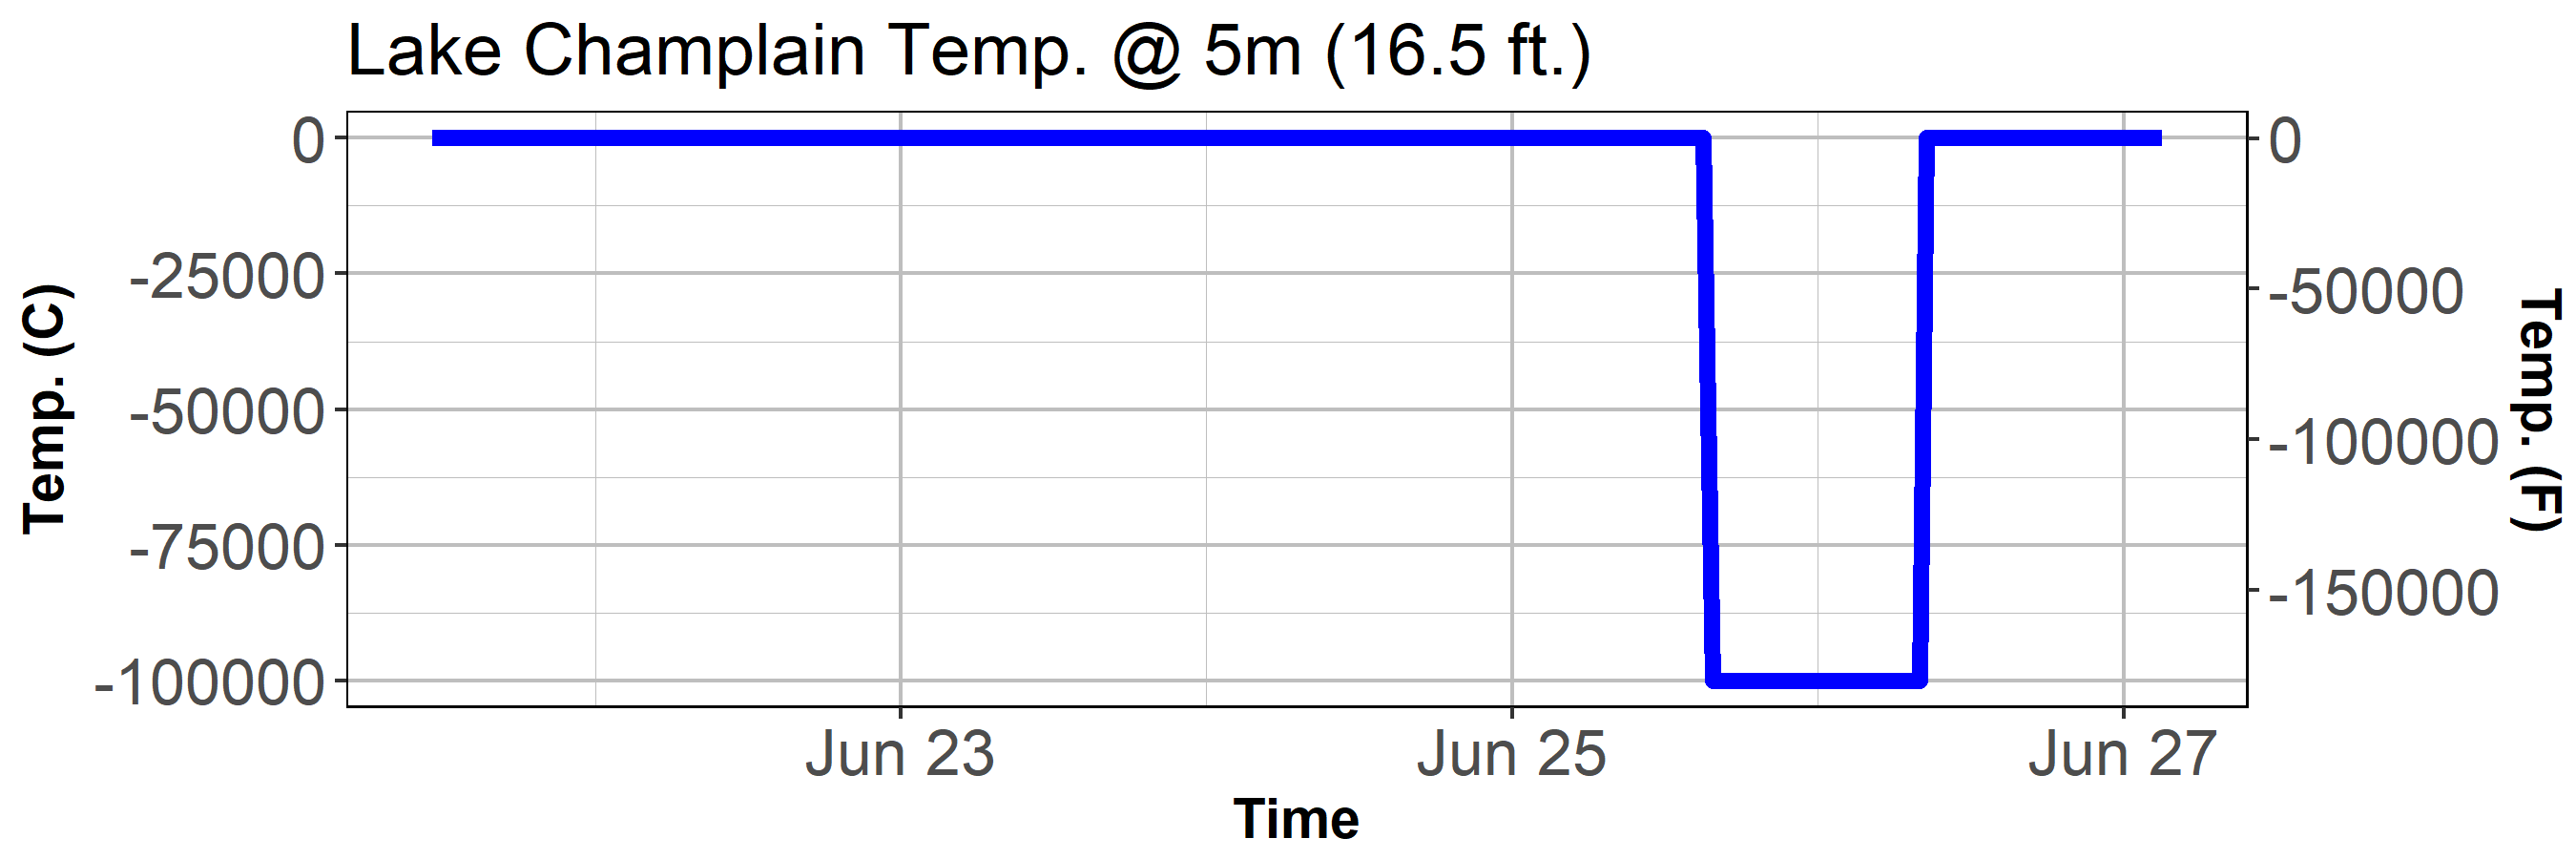 Lake Champlain Temp. @ 5m (16.5 ft.)
Temp. (C)
0
-25000
-50000
-75000
-100000
0
-50000
-100000
-150000
Temp. (F)
Jun 23
Jun 25
Jun 27
Time